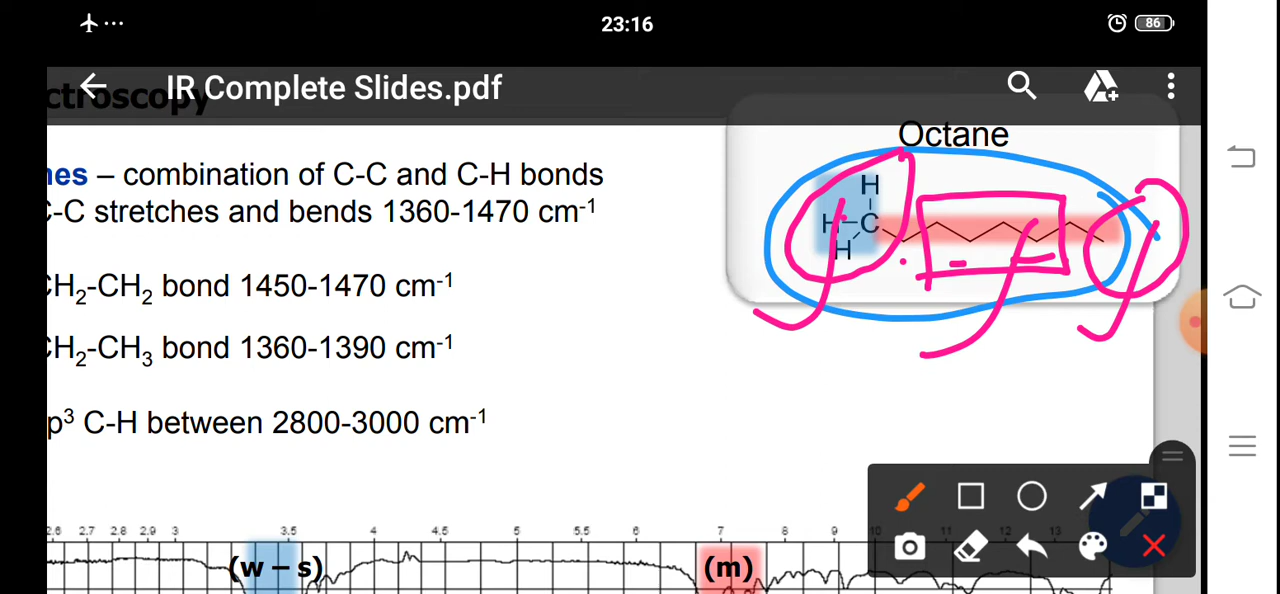 23:16
86
IR Complete Slides.pdf
ctroscopy
Octane
nes – combination of C-C and C-H bonds
C-C stretches and bends 1360-1470 cm-1
CH2-CH2 bond 1450-1470 cm-1
CH2-CH3 bond 1360-1390 cm-1
p3 C-H between 2800-3000 cm-1
H
H C
H
2.6 2.7 2.8 2.9 3 3.5 4 4.5 5 5.5 6 7 8 9 10 11 12 13
(w – s) (m)